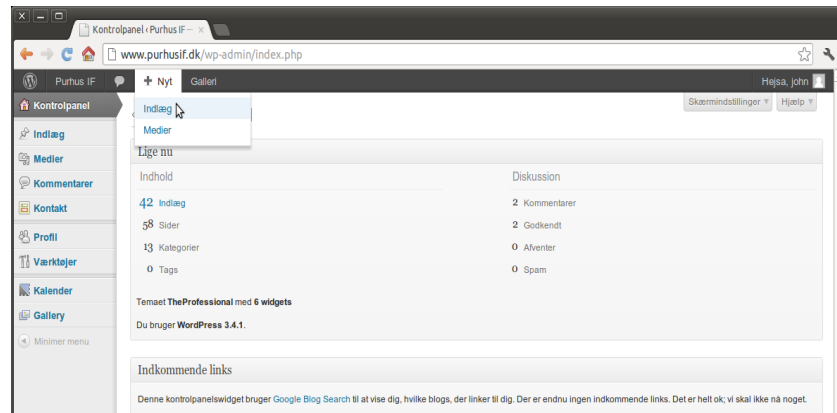 Kontrolpanel ‹ Purhus IF —
www.purhusif.dk/wp-admin/index.php
Purhus IF
Nyt
Galleri
Hejsa, john
Kontrolpanel
Indlæg
Skærmindstillinger
Hjælp
Medier
Indlæg
Medier
Kommentarer
Kontakt
Profil
Værktøjer
Kalender
Gallery
Minimer menu
Lige nu
Indhold
Diskussion
42 Indlæg
2 Kommentarer
58 Sider
2 Godkendt
13 Kategorier
0 Afventer
0 Tags
0 Spam
Temaet TheProfessional med 6 widgets
Du bruger WordPress 3.4.1.
Indkommende links
Denne kontrolpanelswidget bruger Google Blog Search til at vise dig, hvilke blogs, der linker til dig. Der er endnu ingen indkommende links. Det er helt ok; vi skal ikke nå noget.